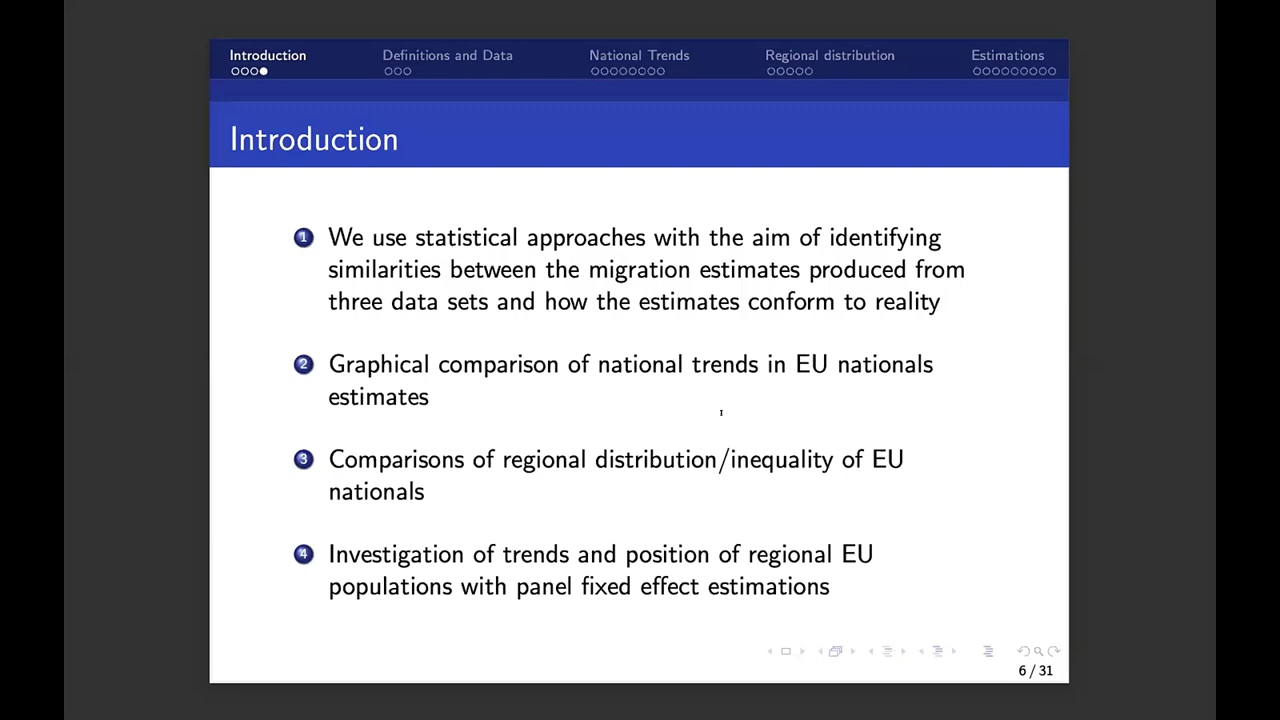 Introduction
Definitions and Data
National Trends
Regional distribution
Estimations
Introduction
1 We use statistical approaches with the aim of identifying
similarities between the migration estimates produced from
three data sets and how the estimates conform to reality
2 Graphical comparison of national trends in EU nationals
estimates
3 Comparisons of regional distribution/inequality of EU
nationals
4 Investigation of trends and position of regional EU
populations with panel fixed effect estimations
6 / 31